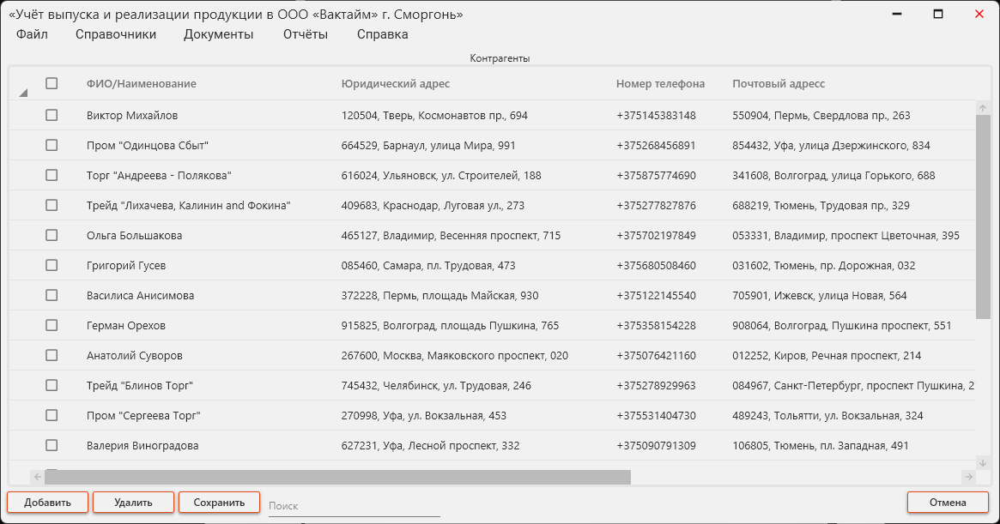 «Учёт выпуска и реализации продукции в ООО «Вактайм» г. Сморгонь»
Файл Справочники Документы Отчёты Справка
Контрагенты
ФИО/Наименование Юридический адрес Номер телефона Почтовый адресс
Виктор Михайлов 120504, Тверь, Космонавтов пр., 694 +375145383148 550904, Пермь, Свердлова пр., 263
Пром "Одинцова Сбыт" 664529, Барнаул, улица Мира, 991 +375268456891 854432, Уфа, улица Дзержинского, 834
Торг "Андреева - Полякова" 616024, Ульяновск, ул. Строителей, 188 +375875774690 341608, Волгоград, улица Горького, 688
Трейд "Лихачева, Калинин and Фокина" 409683, Краснодар, Луговая ул., 273 +375277827876 688219, Тюмень, Трудовая пр., 329
Ольга Большакова 465127, Владимир, Весенняя проспект, 715 +375702197849 053331, Владимир, проспект Цветочная, 395
Григорий Гусев 085460, Самара, пл. Трудовая, 473 +375680508460 031602, Тюмень, пр. Дорожная, 032
Василиса Анисимова 372228, Пермь, площадь Майская, 930 +375122145540 705901, Ижевск, улица Новая, 564
Герман Орехов 915825, Волгоград, площадь Пушкина, 765 +375358154228 908064, Волгоград, Пушкина проспект, 551
Анатолий Суворов 267600, Москва, Маяковского проспект, 020 +375076421160 012252, Киров, Речная проспект, 214
Трейд "Блинов Торг" 745432, Челябинск, ул. Трудовая, 246 +375278929963 084967, Санкт-Петербург, проспект Пушкина, 2
Пром "Сергеева Торг" 270998, Уфа, ул. Вокзальная, 453 +375531404730 489243, Тольятти, ул. Вокзальная, 324
Валерия Виноградова 627231, Уфа, Лесной проспект, 332 +375090791309 106805, Тюмень, пл. Западная, 491
Добавить Удалить Сохранить Поиск Отмена